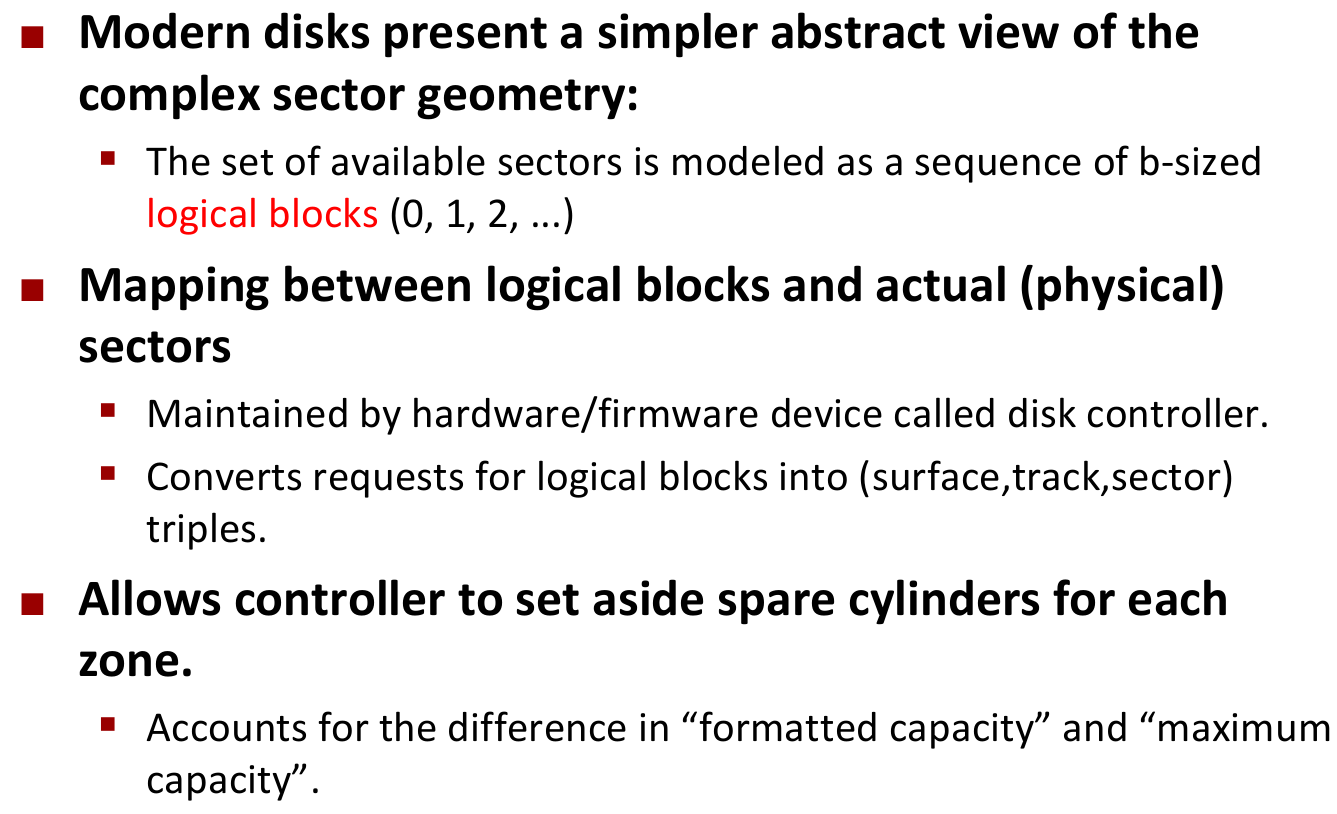 ■ Modern disks present a simpler abstract view of the
complex sector geometry:
▪ The set of available sectors is modeled as a sequence of b-sized
logical blocks (0, 1, 2, ...)
■ Mapping between logical blocks and actual (physical)
sectors
▪ Maintained by hardware/firmware device called disk controller.
▪ Converts requests for logical blocks into (surface,track,sector)
triples.
■ Allows controller to set aside spare cylinders for each
zone.
▪ Accounts for the difference in “formatted capacity” and “maximum
capacity”.